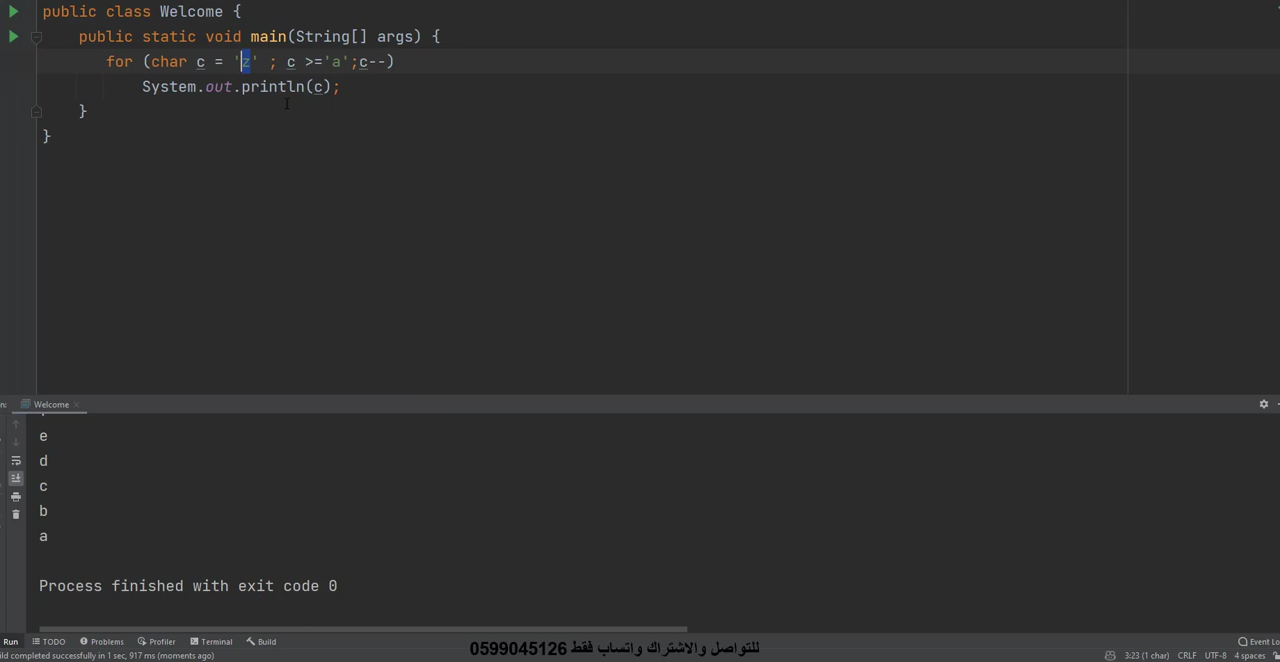 public class Welcome {
public static void main(String[] args) {
for (char c = 'z' ; c >='a';c--)
System.out.println(c);
}
}
Welcome
e
d
c
b
a
Process finished with exit code 0
Run TODO Problems Profiler Terminal Build Event Lo
للتواصل والاشتراك واتساب فقط 0599045126
ild completed successfully in 1 sec, 917 ms (moments ago) 3:23 (1 char) CRLF UTF-8 4 spaces